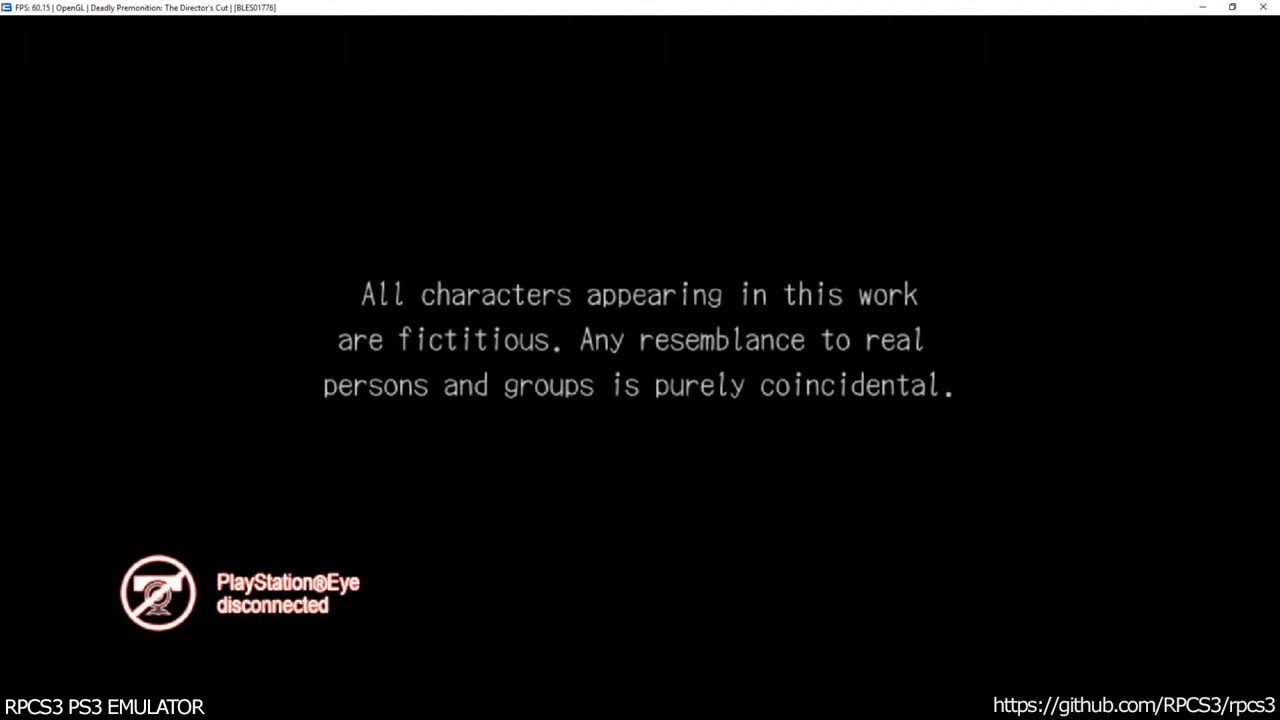 FPS: 60.15 | OpenGL | Deadly Premonition: The Director's Cut | [BLES01776]
All characters appearing in this work
are fictitious. Any resemblance to real
persons and groups is purely coincidental.
PlayStation®Eye
disconnected
RPCS3 PS3 EMULATOR
https://github.com/RPCS3/rpcs3